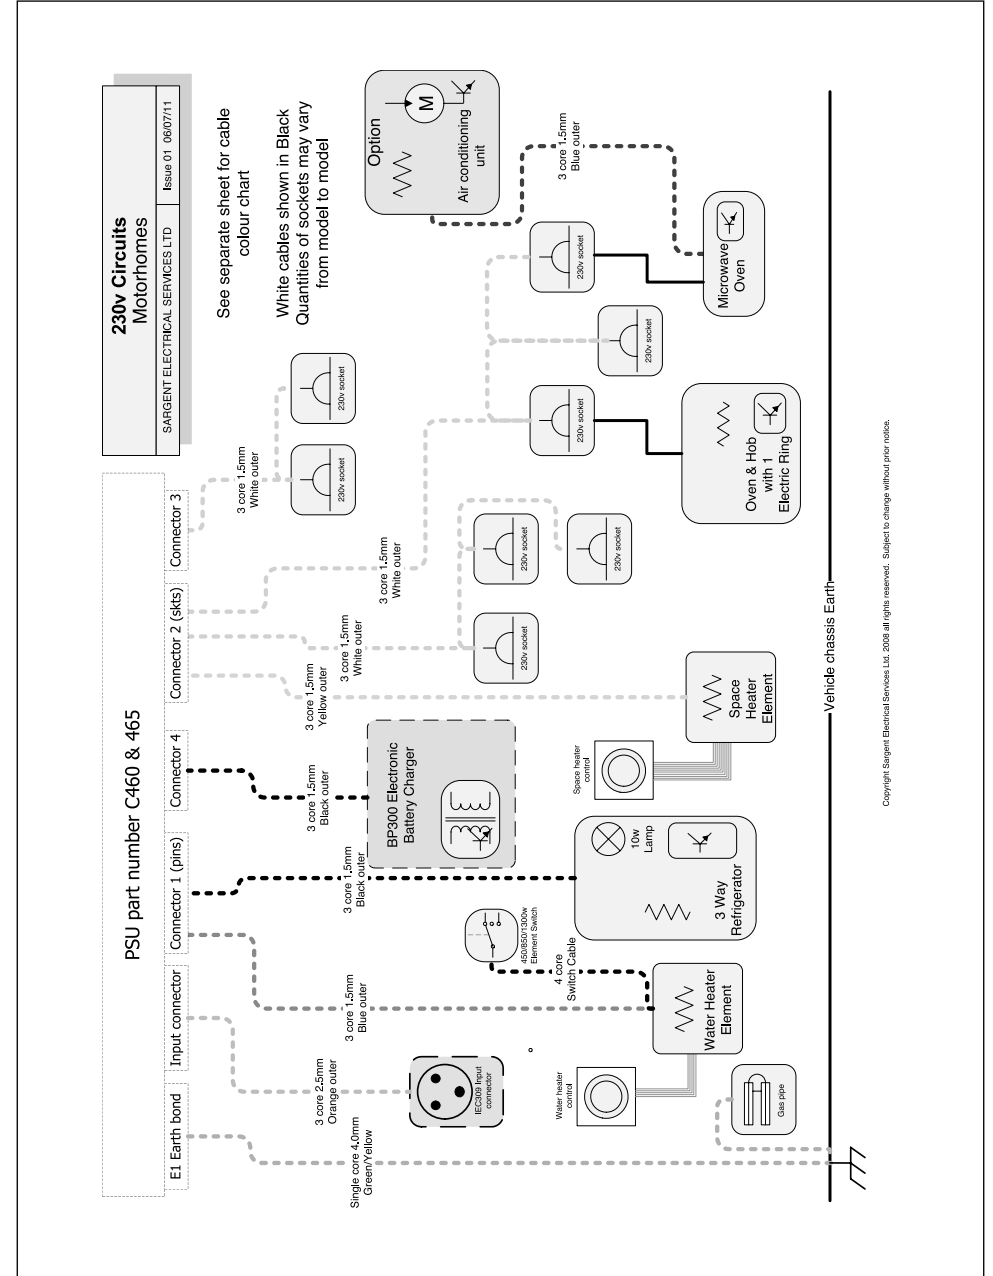 230v Circuits
Motorhomes
SARGENT ELECTRICAL SERVICES LTD
Issue 01 06/07/11
See separate sheet for cable
colour chart
White cables shown in Black
Quantities of sockets may vary
from model to model
PSU part number C460 & 465
E1 Earth bond
Input connector
Connector 1 (pins)
Connector 4
Connector 2 (skts)
Connector 3
Single core 4.0mm
Green/Yellow
3 core 2.5mm
Orange outer
3 core 1.5mm
Blue outer
3 core 1.5mm
Black outer
3 core 1.5mm
Black outer
3 core 1.5mm
Yellow outer
3 core 1.5mm
White outer
3 core 1.5mm
White outer
3 core 1.5mm
White outer
230v socket
230v socket
Option
M
Air conditioning
unit
3 core 1.5mm
Blue outer
IEC309 Input
connector
450/850/1300w
Element Switch
4 core
Switch Cable
BP300 Electronic
Battery Charger
230v socket
230v socket
230v socket
230v socket
230v socket
230v socket
Water heater
control
Water Heater
Element
10w
Lamp
3 Way
Refrigerator
Space heater
control
Space
Heater
Element
Oven & Hob
with 1
Electric Ring
Microwave
Oven
Gas pipe
Vehicle chassis Earth
Copyright Sargent Electrical Services Ltd. 2008 all rights reserved. Subject to change without prior notice.